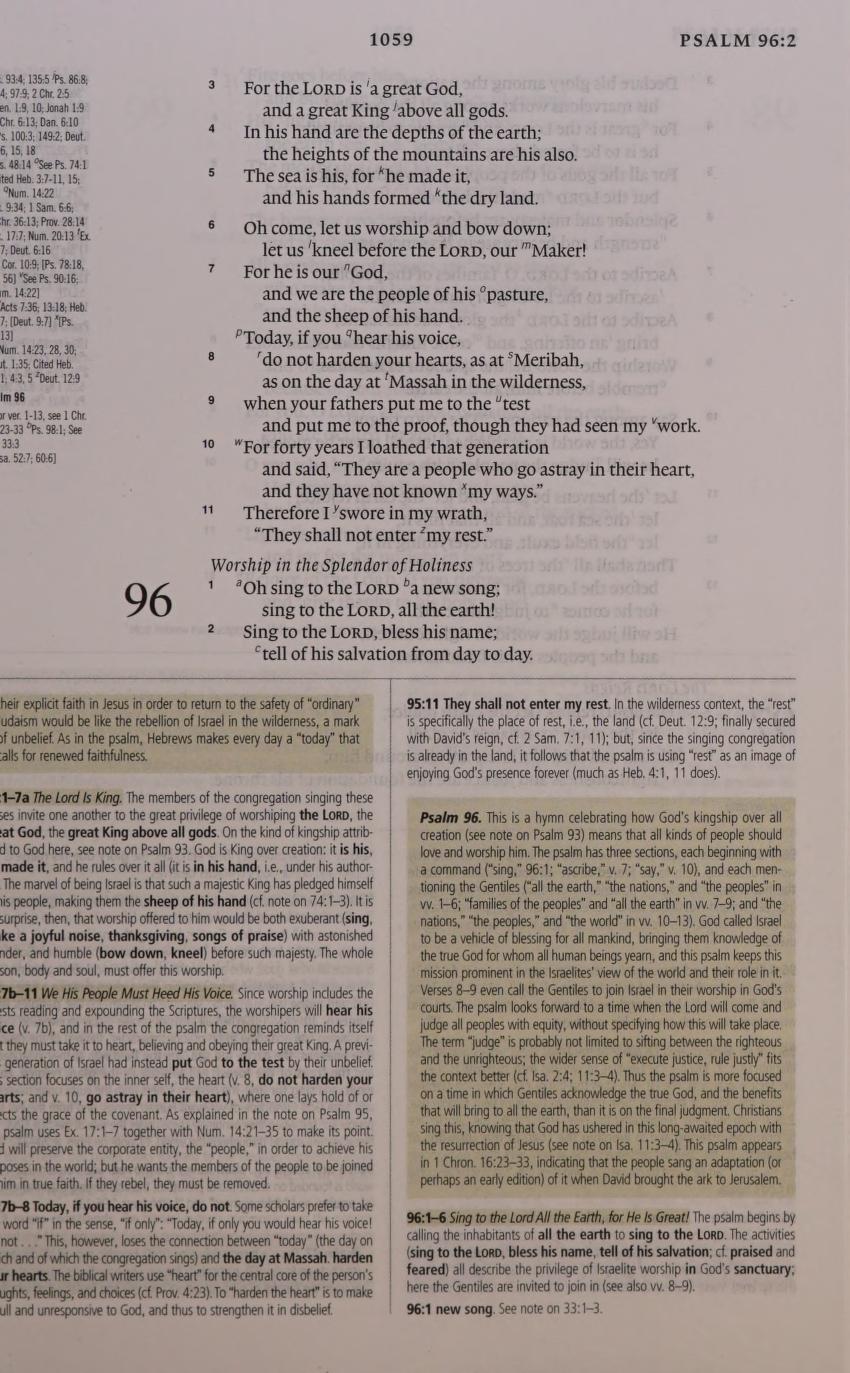 1059
PSALM 96:2
. 93:4; 135:5 jPs. 86:8;
4; 97:9; 2 Chr. 2:5
en. 1:9, 10; Jonah 1:9
Chr. 6:13; Dan. 6:10
s. 100:3; 149:2; Deut.
6, 15, 18
s. 48:14 oSee Ps. 74:1
ited Heb. 3:7-11, 15;
qNum. 14:22
. 9:34; 1 Sam. 6:6;
hr. 36:13; Prov. 28:14
. 17:7; Num. 20:13 tEx.
7; Deut. 6:16
Cor. 10:9; [Ps. 78:18,
56] vSee Ps. 90:16;
m. 14:22]
Acts 7:36; 13:18; Heb.
7; [Deut. 9:7] x[Ps.
13]
Num. 14:23, 28, 30;
ut. 1:35; Cited Heb.
1; 4:3, 5 zDeut. 12:9
lm 96
or ver. 1-13, see 1 Chr.
23-33 bPs. 98:1; See
33:3
sa. 52:7; 60:6]
3 For the LORD is ia great God,
and a great King jabove all gods.
4 In his hand are the depths of the earth;
the heights of the mountains are his also.
5 The sea is his, for khe made it,
and his hands formed kthe dry land.
6 Oh come, let us worship and bow down;
let us lkneel before the LORD, our mMaker!
7 For he is our nGod,
and we are the people of his opasture,
and the sheep of his hand.
pToday, if you qhear his voice,
8 rdo not harden your hearts, as at sMeribah,
as on the day at tMassah in the wilderness,
9 when your fathers put me to the utest
and put me to the proof, though they had seen my vwork.
10 wFor forty years I loathed that generation
and said, “They are a people who go astray in their heart,
and they have not known xmy ways.”
11 Therefore I yswore in my wrath,
“They shall not enter zmy rest.”
Worship in the Splendor of Holiness
96 1 aOh sing to the LORD ba new song;
sing to the LORD, all the earth!
2 Sing to the LORD, bless his name;
ctell of his salvation from day to day.
heir explicit faith in Jesus in order to return to the safety of “ordinary”
udaism would be like the rebellion of Israel in the wilderness, a mark
of unbelief. As in the psalm, Hebrews makes every day a “today” that
calls for renewed faithfulness.
1–7a The Lord Is King. The members of the congregation singing these
ses invite one another to the great privilege of worshiping the LORD, the
eat God, the great King above all gods. On the kind of kingship attrib-
d to God here, see note on Psalm 93. God is King over creation: it is his,
made it, and he rules over it all (it is in his hand, i.e., under his author-
The marvel of being Israel is that such a majestic King has pledged himself
is people, making them the sheep of his hand (cf. note on 74:1–3). It is
surprise, then, that worship offered to him would be both exuberant (sing,
ke a joyful noise, thanksgiving, songs of praise) with astonished
nder, and humble (bow down, kneel) before such majesty. The whole
son, body and soul, must offer this worship.
7b–11 We His People Must Heed His Voice. Since worship includes the
sts reading and expounding the Scriptures, the worshipers will hear his
ice (v. 7b), and in the rest of the psalm the congregation reminds itself
t they must take it to heart, believing and obeying their great King. A previ-
generation of Israel had instead put God to the test by their unbelief.
s section focuses on the inner self, the heart (v. 8, do not harden your
arts; and v. 10, go astray in their heart), where one lays hold of or
ects the grace of the covenant. As explained in the note on Psalm 95,
psalm uses Ex. 17:1–7 together with Num. 14:21–35 to make its point.
d will preserve the corporate entity, the “people,” in order to achieve his
poses in the world; but he wants the members of the people to be joined
him in true faith. If they rebel, they must be removed.
7b–8 Today, if you hear his voice, do not. Some scholars prefer to take
word “if” in the sense, “if only”: “Today, if only you would hear his voice!
not . . .” This, however, loses the connection between “today” (the day on
ch and of which the congregation sings) and the day at Massah. harden
ur hearts. The biblical writers use “heart” for the central core of the person’s
ughts, feelings, and choices (cf. Prov. 4:23). To “harden the heart” is to make
ull and unresponsive to God, and thus to strengthen it in disbelief.
95:11 They shall not enter my rest. In the wilderness context, the “rest”
is specifically the place of rest, i.e., the land (cf. Deut. 12:9; finally secured
with David’s reign, cf. 2 Sam. 7:1, 11); but, since the singing congregation
is already in the land, it follows that the psalm is using “rest” as an image of
enjoying God’s presence forever (much as Heb. 4:1, 11 does).
Psalm 96. This is a hymn celebrating how God’s kingship over all
creation (see note on Psalm 93) means that all kinds of people should
love and worship him. The psalm has three sections, each beginning with
a command (“sing,” 96:1; “ascribe,” v. 7; “say,” v. 10), and each men-
tioning the Gentiles (“all the earth,” “the nations,” and “the peoples” in
vv. 1–6; “families of the peoples” and “all the earth” in vv. 7–9; and “the
nations,” “the peoples,” and “the world” in vv. 10–13). God called Israel
to be a vehicle of blessing for all mankind, bringing them knowledge of
the true God for whom all human beings yearn, and this psalm keeps this
mission prominent in the Israelites’ view of the world and their role in it.
Verses 8–9 even call the Gentiles to join Israel in their worship in God’s
courts. The psalm looks forward to a time when the Lord will come and
judge all peoples with equity, without specifying how this will take place.
The term “judge” is probably not limited to sifting between the righteous
and the unrighteous; the wider sense of “execute justice, rule justly” fits
the context better (cf. Isa. 2:4; 11:3–4). Thus the psalm is more focused
on a time in which Gentiles acknowledge the true God, and the benefits
that will bring to all the earth, than it is on the final judgment. Christians
sing this, knowing that God has ushered in this long-awaited epoch with
the resurrection of Jesus (see note on Isa. 11:3–4). This psalm appears
in 1 Chron. 16:23–33, indicating that the people sang an adaptation (or
perhaps an early edition) of it when David brought the ark to Jerusalem.
96:1–6 Sing to the Lord All the Earth, for He Is Great! The psalm begins by
calling the inhabitants of all the earth to sing to the LORD. The activities
(sing to the LORD, bless his name, tell of his salvation; cf. praised and
feared) all describe the privilege of Israelite worship in God’s sanctuary;
here the Gentiles are invited to join in (see also vv. 8–9).
96:1 new song. See note on 33:1–3.